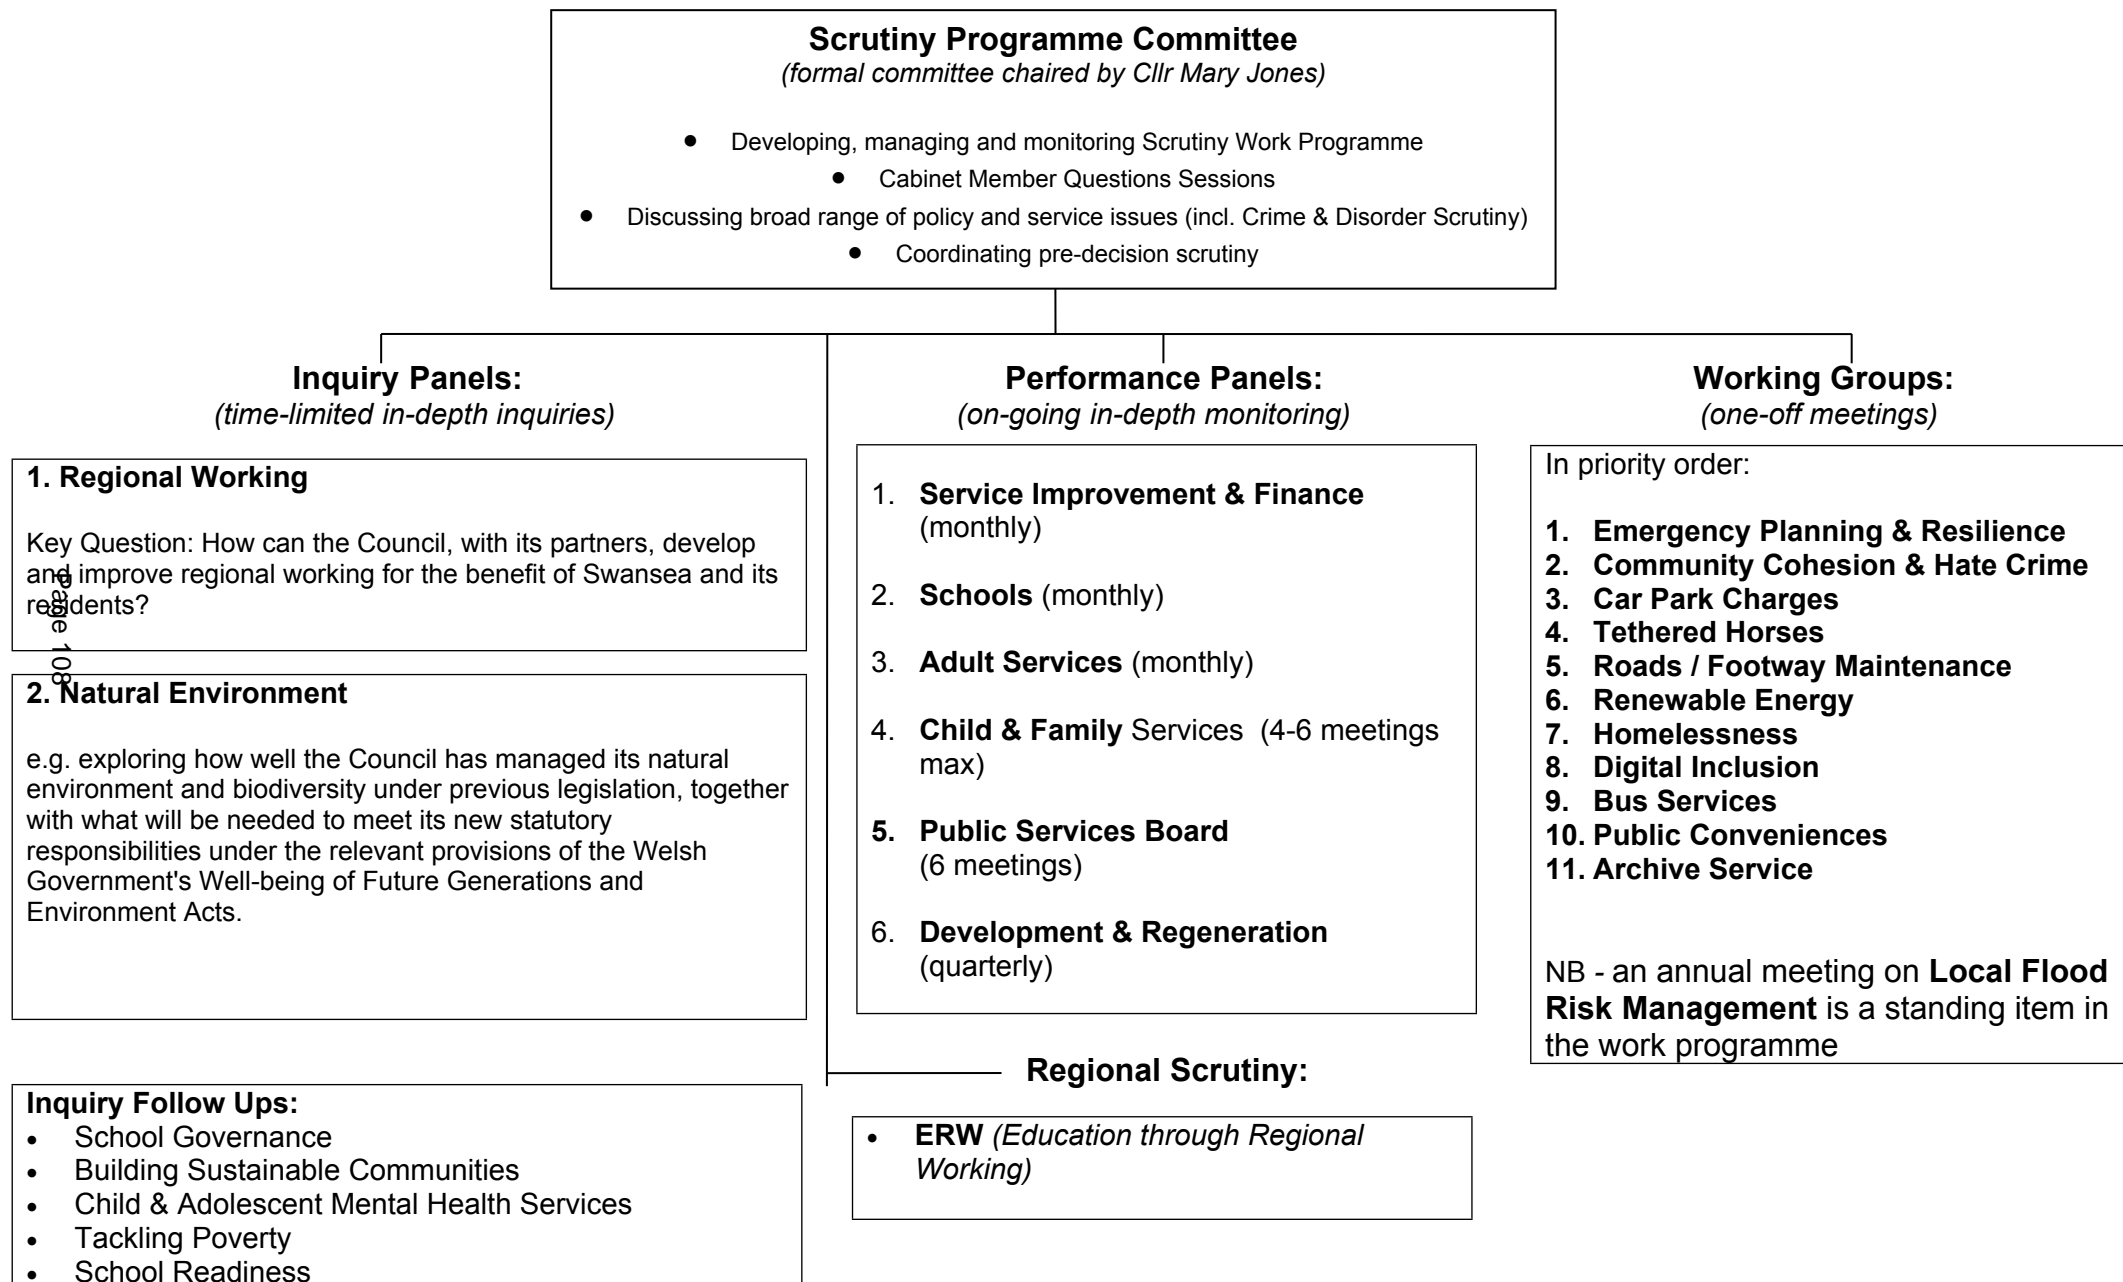 Scrutiny Programme Committee
(formal committee chaired by Cllr Mary Jones)
• Developing, managing and monitoring Scrutiny Work Programme
• Cabinet Member Questions Sessions
• Discussing broad range of policy and service issues (incl. Crime & Disorder Scrutiny)
• Coordinating pre-decision scrutiny
Inquiry Panels:
(time-limited in-depth inquiries)
1. Regional Working
Key Question: How can the Council, with its partners, develop
and improve regional working for the benefit of Swansea and its
residents?
Page 108
2. Natural Environment
e.g. exploring how well the Council has managed its natural
environment and biodiversity under previous legislation, together
with what will be needed to meet its new statutory
responsibilities under the relevant provisions of the Welsh
Government's Well-being of Future Generations and
Environment Acts.
Inquiry Follow Ups:
• School Governance
• Building Sustainable Communities
• Child & Adolescent Mental Health Services
• Tackling Poverty
• School Readiness
Performance Panels:
(on-going in-depth monitoring)
1. Service Improvement & Finance
(monthly)
2. Schools (monthly)
3. Adult Services (monthly)
4. Child & Family Services (4-6 meetings
max)
5. Public Services Board
(6 meetings)
6. Development & Regeneration
(quarterly)
Regional Scrutiny:
• ERW (Education through Regional
Working)
Working Groups:
(one-off meetings)
In priority order:
1. Emergency Planning & Resilience
2. Community Cohesion & Hate Crime
3. Car Park Charges
4. Tethered Horses
5. Roads / Footway Maintenance
6. Renewable Energy
7. Homelessness
8. Digital Inclusion
9. Bus Services
10. Public Conveniences
11. Archive Service
NB - an annual meeting on Local Flood
Risk Management is a standing item in
the work programme